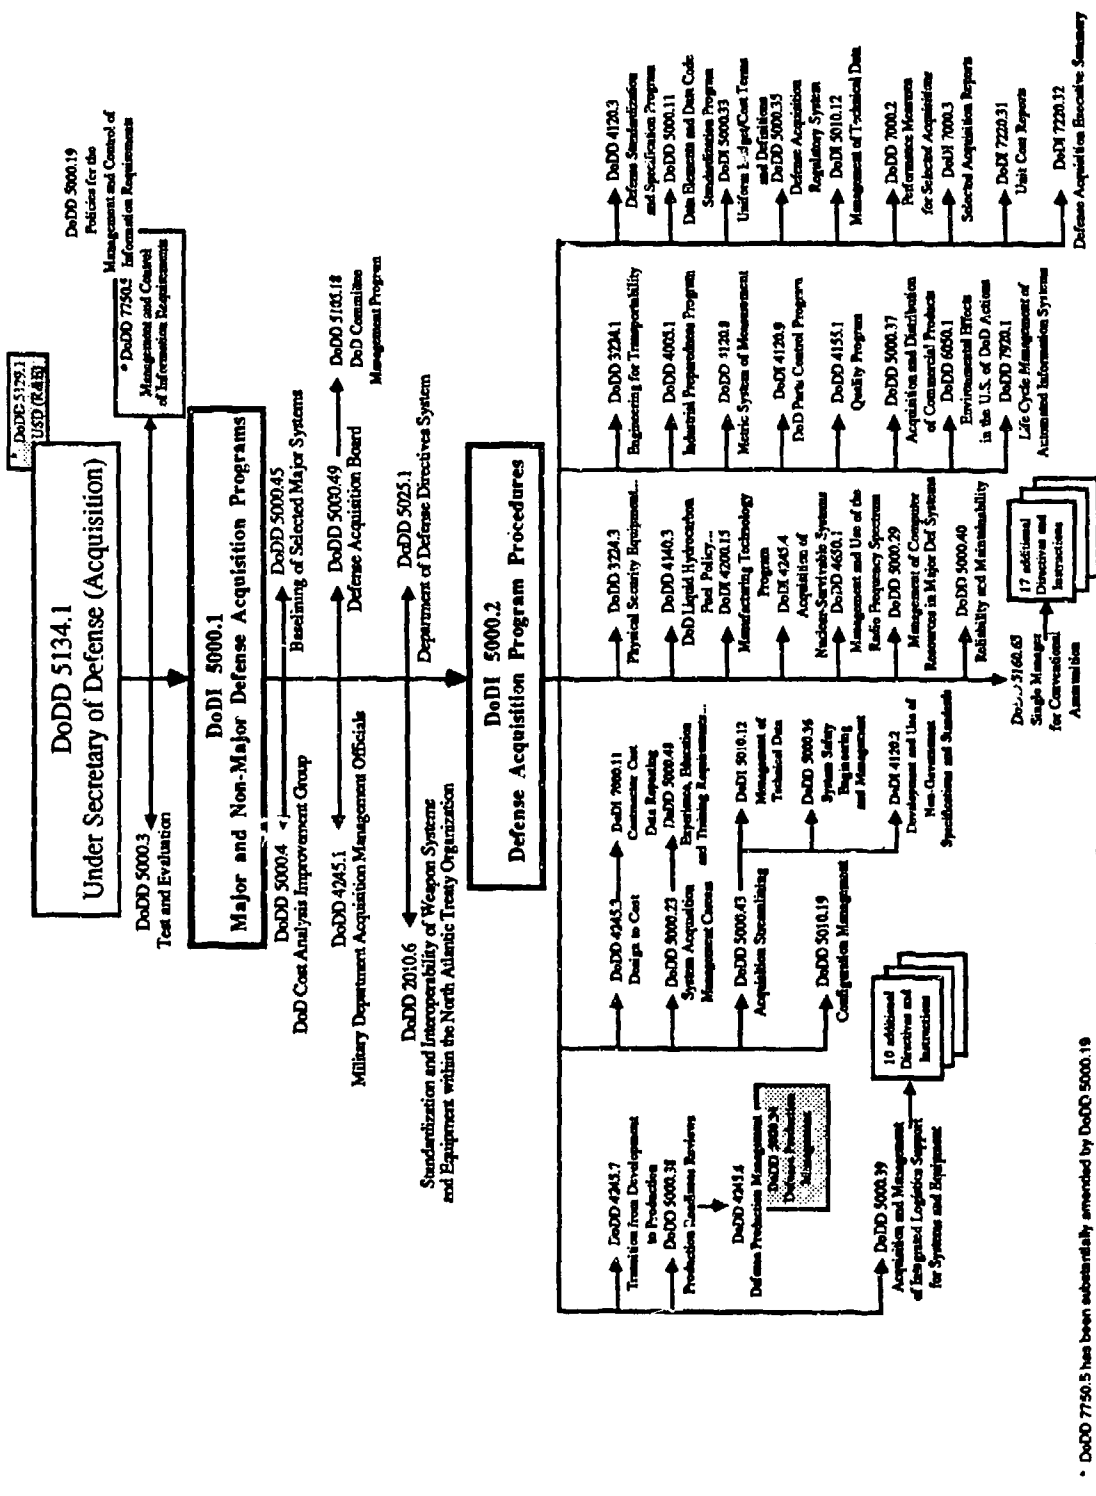 DoDD 5134.1
Under Secretary of Defense (Acquisition)
* DoDD 5129.1
USD (R&E)
DoDD 5000.3
Test and Evaluation
* DoDD 7750.5
Management and Control
of Information Requirements
DoDD 5000.19
Policies for the
Management and Control of
Information Requirements
DoDI 5000.1
Major and Non-Major Defense Acquisition Programs
DoDD 5000.4
DoD Cost Analysis Improvement Group
DoDD 5000.45
Baselining of Selected Major Systems
DoDD 4245.1
Military Department Acquisition Management Officials
DoDD 5000.49
Defense Acquisition Board
DoDD 5105.18
DoD Committee
Management Program
DoDD 2010.6
Standardization and Interoperability of Weapon Systems
and Equipment within the North Atlantic Treaty Organization
DoDD 5025.1
Department of Defense Directives System
DoDI 5000.2
Defense Acquisition Program Procedures
DoDD 4245.7
Transition from Development
to Production
DoDD 5000.38
Production Readiness Reviews
DoDD 4245.6
Defense Production Management
DoDD 5000.34
Defense Production
Management
DoDD 5000.39
Acquisition and Management
of Integrated Logistics Support
for Systems and Equipment
10 additional
Directives and
Instructions
DoDD 4245.3
Design to Cost
DoDI 7000.11
Contractor Cost
Data Reporting
DoDD 5000.23
System Acquisition
Management Careers
DoDD 5000.48
Experience, Education
and Training Requirements...
DoDD 5000.43
Acquisition Streamlining
DoDI 5010.12
Management of
Technical Data
DoDD 5000.36
System Safety
Engineering
and Management
DoDI 4120.2
Development and Use of
Non-Government
Specifications and Standards
DoDD 5010.19
Configuration Management
DoDD 3224.3
Physical Security Equipment...
DoDD 4140.3
DoD Liquid Hydrocarbon
Fuel Policy...
DoDI 4200.15
Manufacturing Technology
Program
DoDI 4245.4
Acquisition of
Nuclear-Survivable Systems
DoDD 4650.1
Management and Use of the
Radio Frequency Spectrum
DoDD 5000.29
Management of Computer
Resources in Major Def Systems
DoDD 5000.40
Reliability and Maintainability
5160.65
Single Manager
for Conventional
Ammunition
17 additional
Directives and
Instructions
DoDD 3224.1
Engineering for Transportability
DoDD 4005.1
Industrial Preparedness Program
DoDD 4120.8
Metric System of Measurement
DoDI 4120.9
DoD Parts Control Program
DoDD 4155.1
Quality Program
DoDD 5000.37
Acquisition and Distribution
of Commercial Products
DoDD 6050.1
Environmental Effects
in the U.S. of DoD Actions
DoDD 7920.1
Life Cycle Management of
Automated Information Systems
DoDD 4120.3
Defense Standardization
and Specification Program
DoDD 5000.11
Data Elements and Data Code
Standardization Program
DoDI 5000.33
Uniform Budget/Cost Terms
and Definitions
DoDD 5000.35
Defense Acquisition
Regulatory System
DoDI 5010.12
Management of Technical Data
DoDD 7000.2
Performance Measures
for Selected Acquisitions
DoDI 7000.3
Selected Acquisition Reports
DoDI 7220.31
Unit Cost Reports
DoDI 7220.32
Defense Acquisition Executive Summary
* DoDD 7750.5 has been substantially amended by DoDD 5000.19